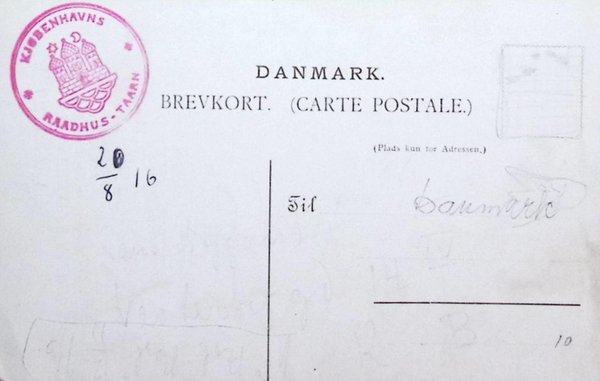 KJØBENHAVNS
RAADHUS-TAARN
DANMARK.
BREVKORT. (CARTE POSTALE.)
(Plads kun for Adressen.)
20
8 16
Til
Danmark
10